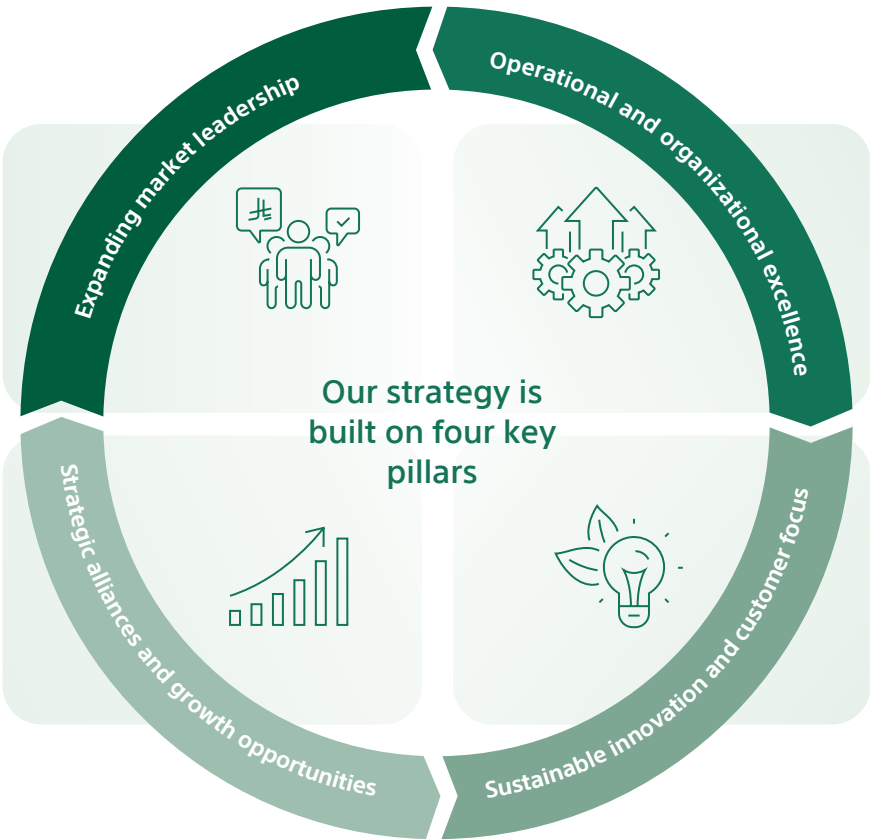 Expanding market leadership
Operational and organizational excellence
Our strategy is
built on four key
pillars
Strategic alliances and growth opportunities
Sustainable innovation and customer focus